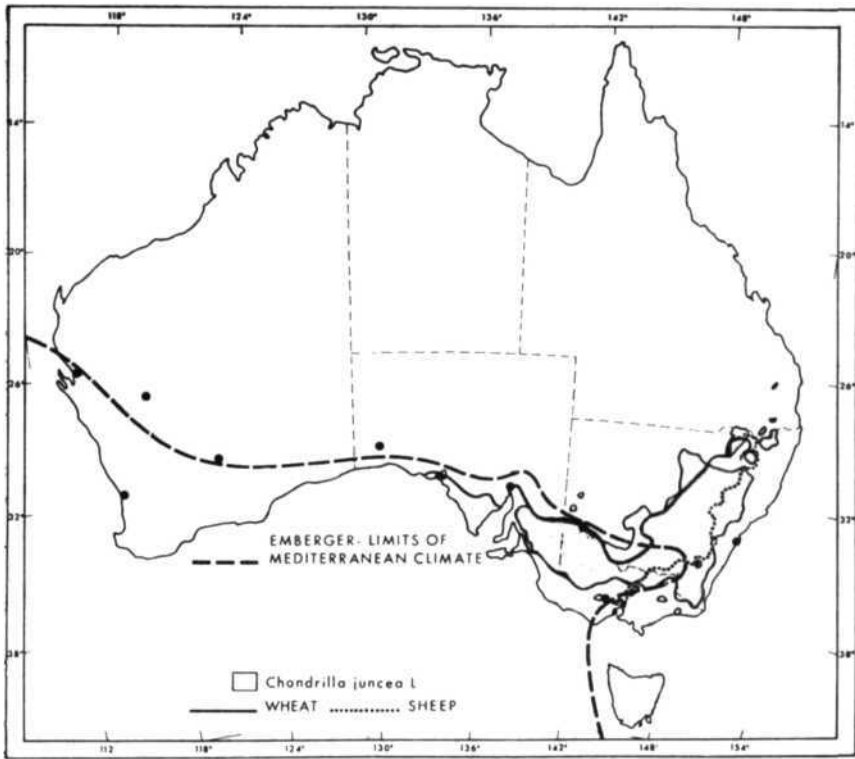 118° 124° 130° 136° 142° 148°
14° 14°
20° 20°
26° 26°
32° 32°
EMBERGER- LIMITS OF
MEDITERRANEAN CLIMATE
38° 38°
Chondrilla juncea L
WHEAT SHEEP
112 118° 124° 130° 136° 142° 148° 154°